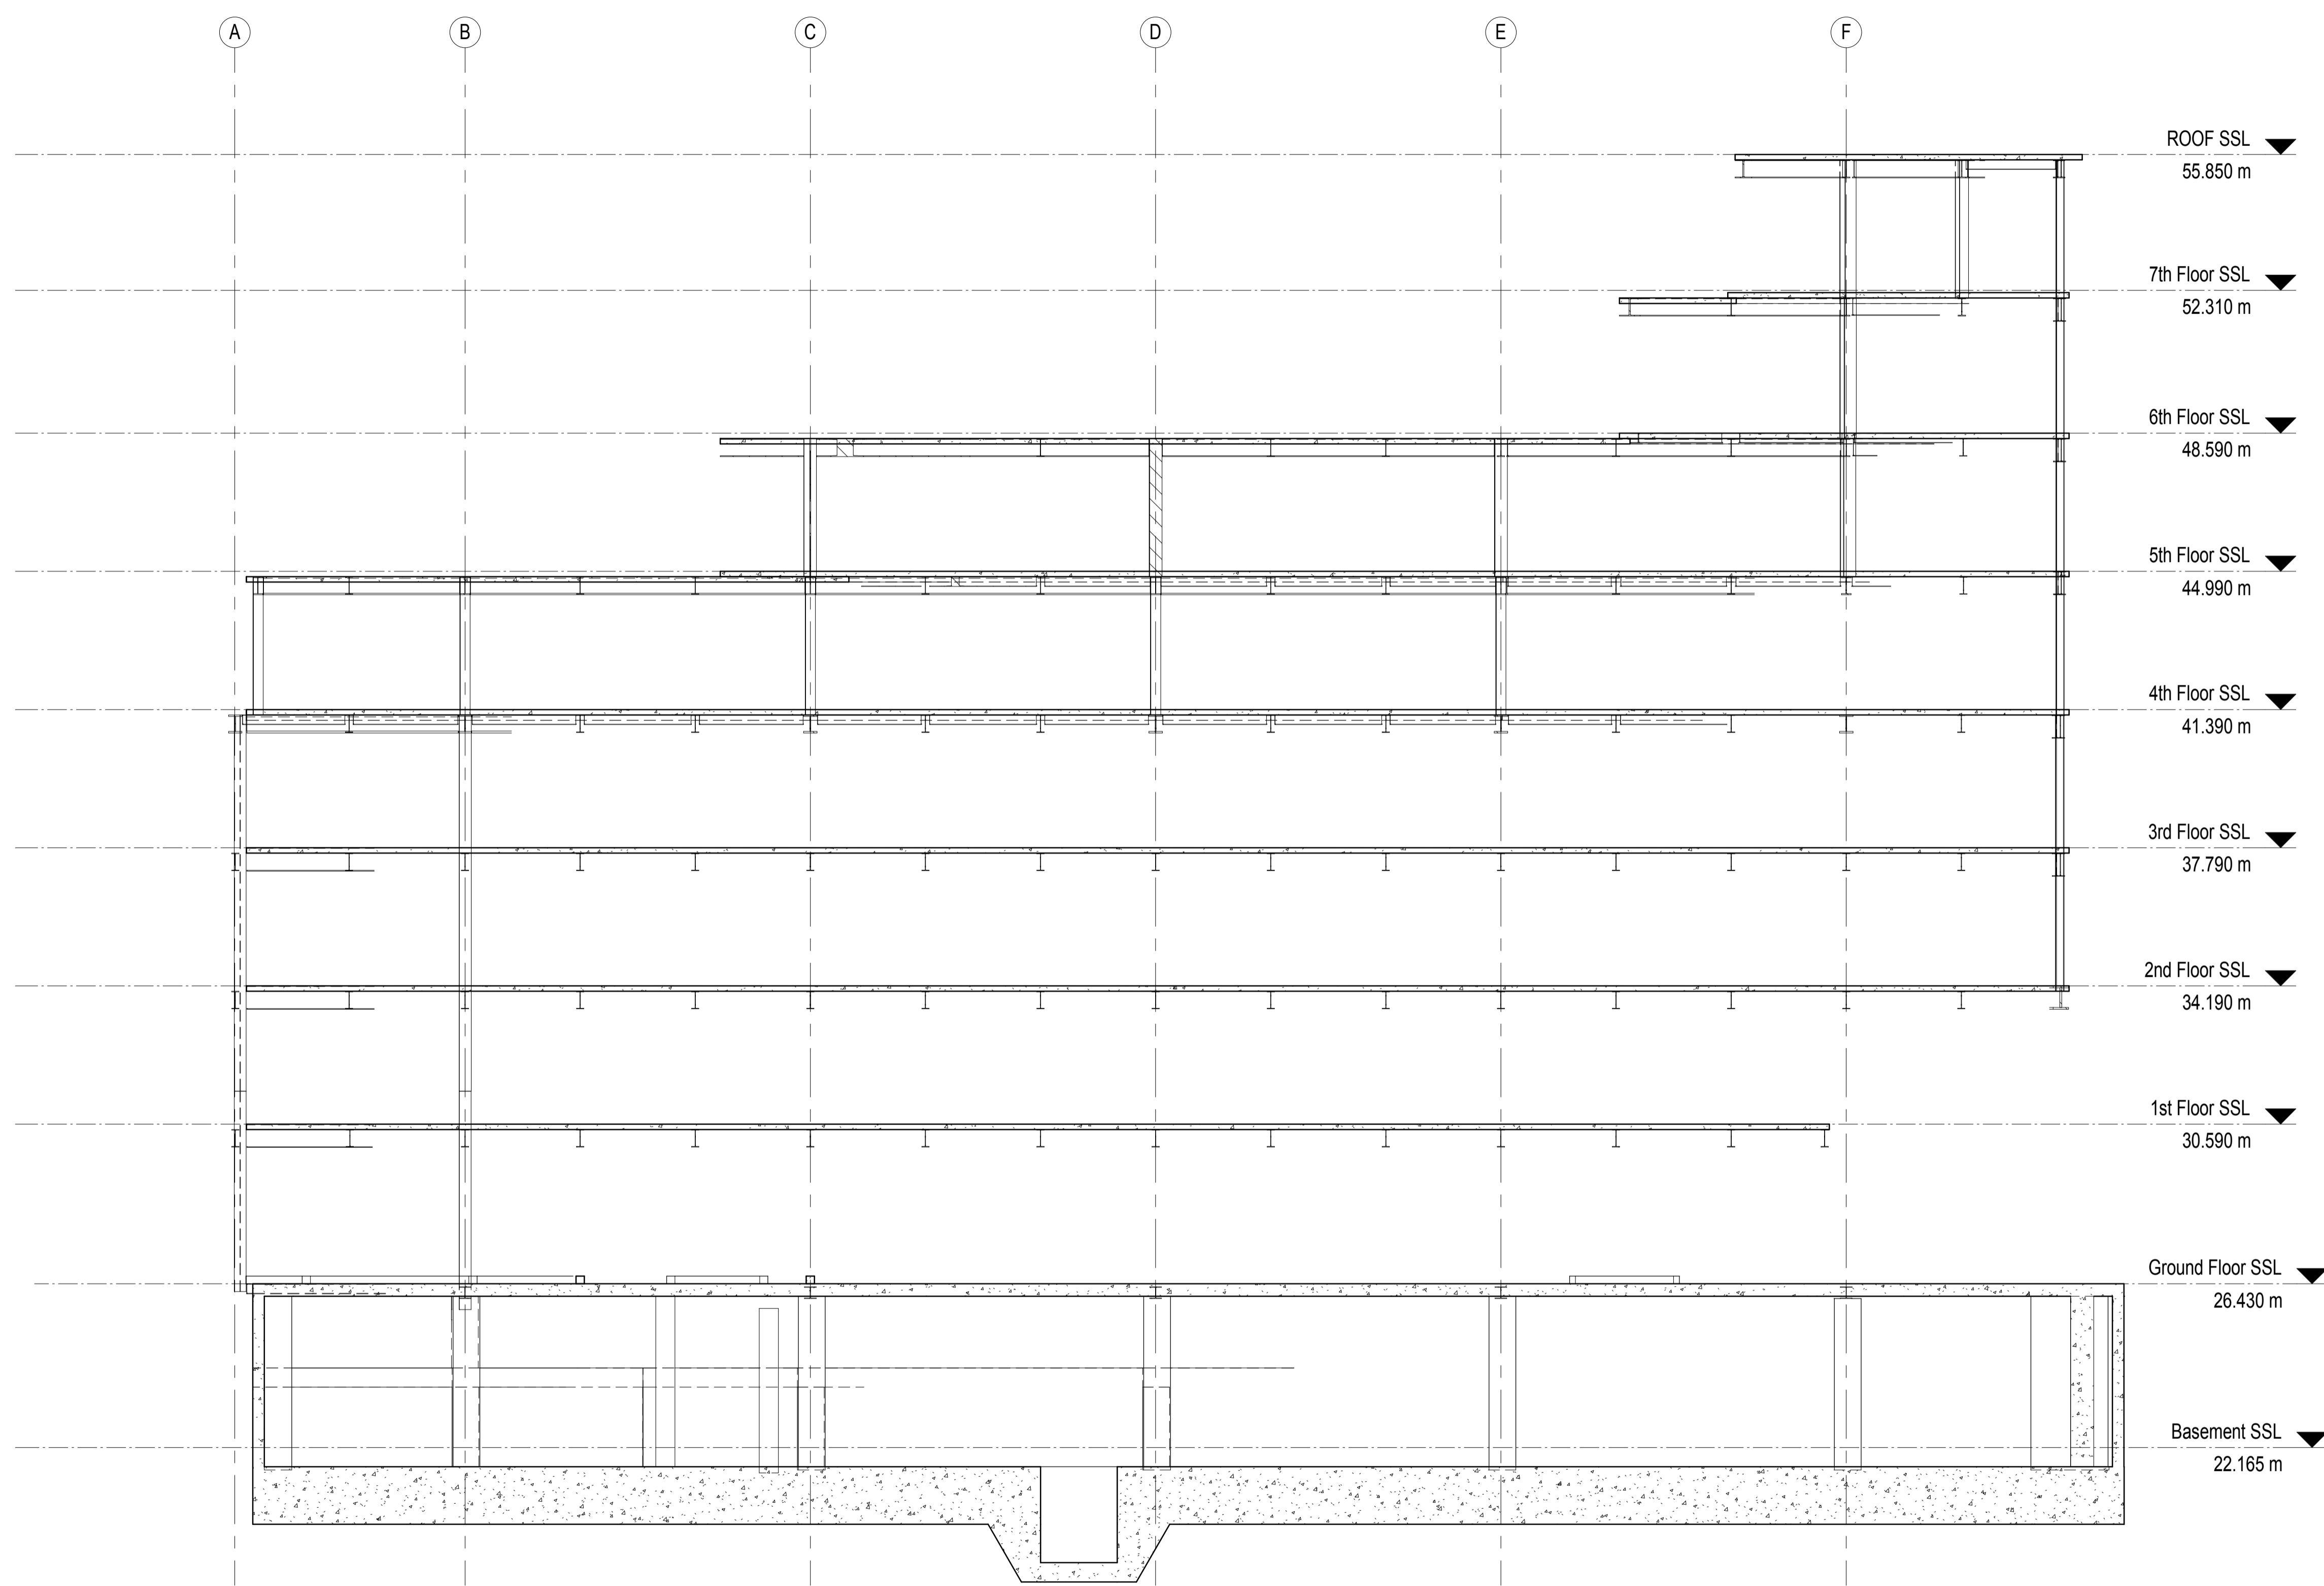 A
B
C
D
E
F
ROOF SSL
55.850 m
7th Floor SSL
52.310 m
6th Floor SSL
48.590 m
5th Floor SSL
44.990 m
4th Floor SSL
41.390 m
3rd Floor SSL
37.790 m
2nd Floor SSL
34.190 m
1st Floor SSL
30.590 m
Ground Floor SSL
26.430 m
Basement SSL
22.165 m